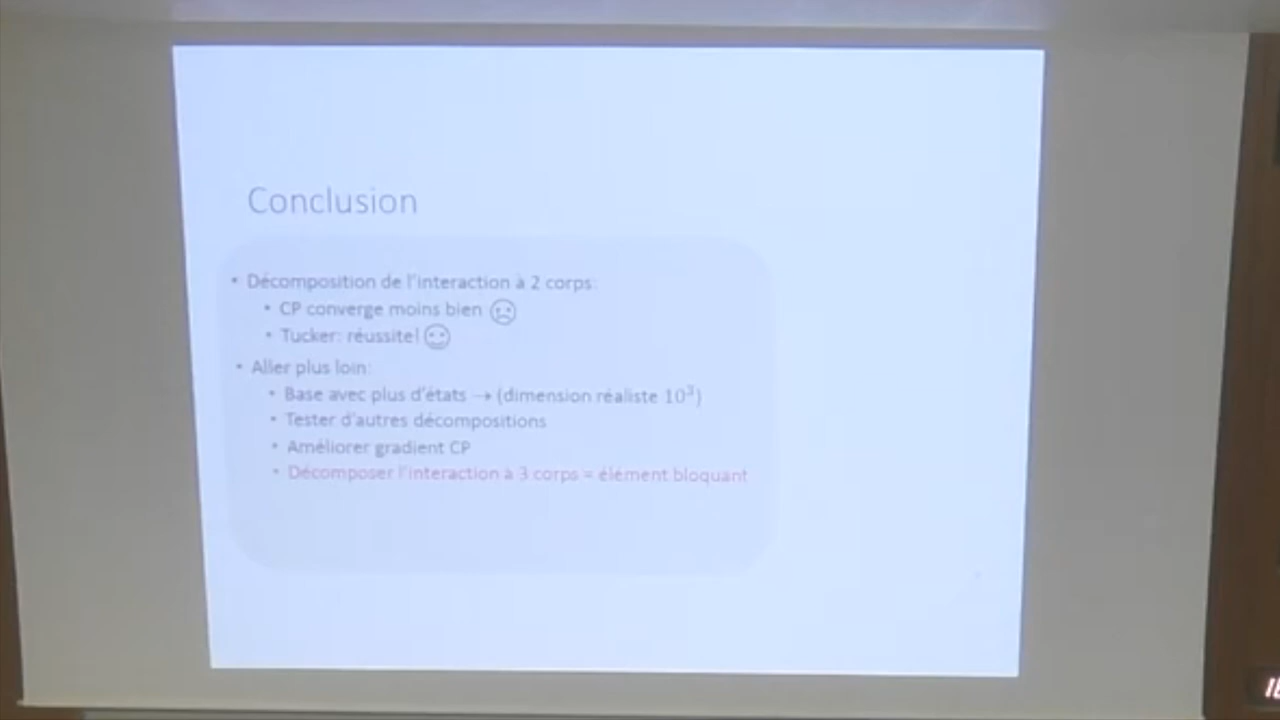 Conclusion
• Décomposition de l'interaction à 2 corps:
• CP converge moins bien ☹
• Tucker: réussite! ☺
• Aller plus loin:
• Base avec plus d'états → (dimension réaliste 10³)
• Tester d'autres décompositions
• Améliorer gradient CP
• Décomposer l'interaction à 3 corps = élément bloquant